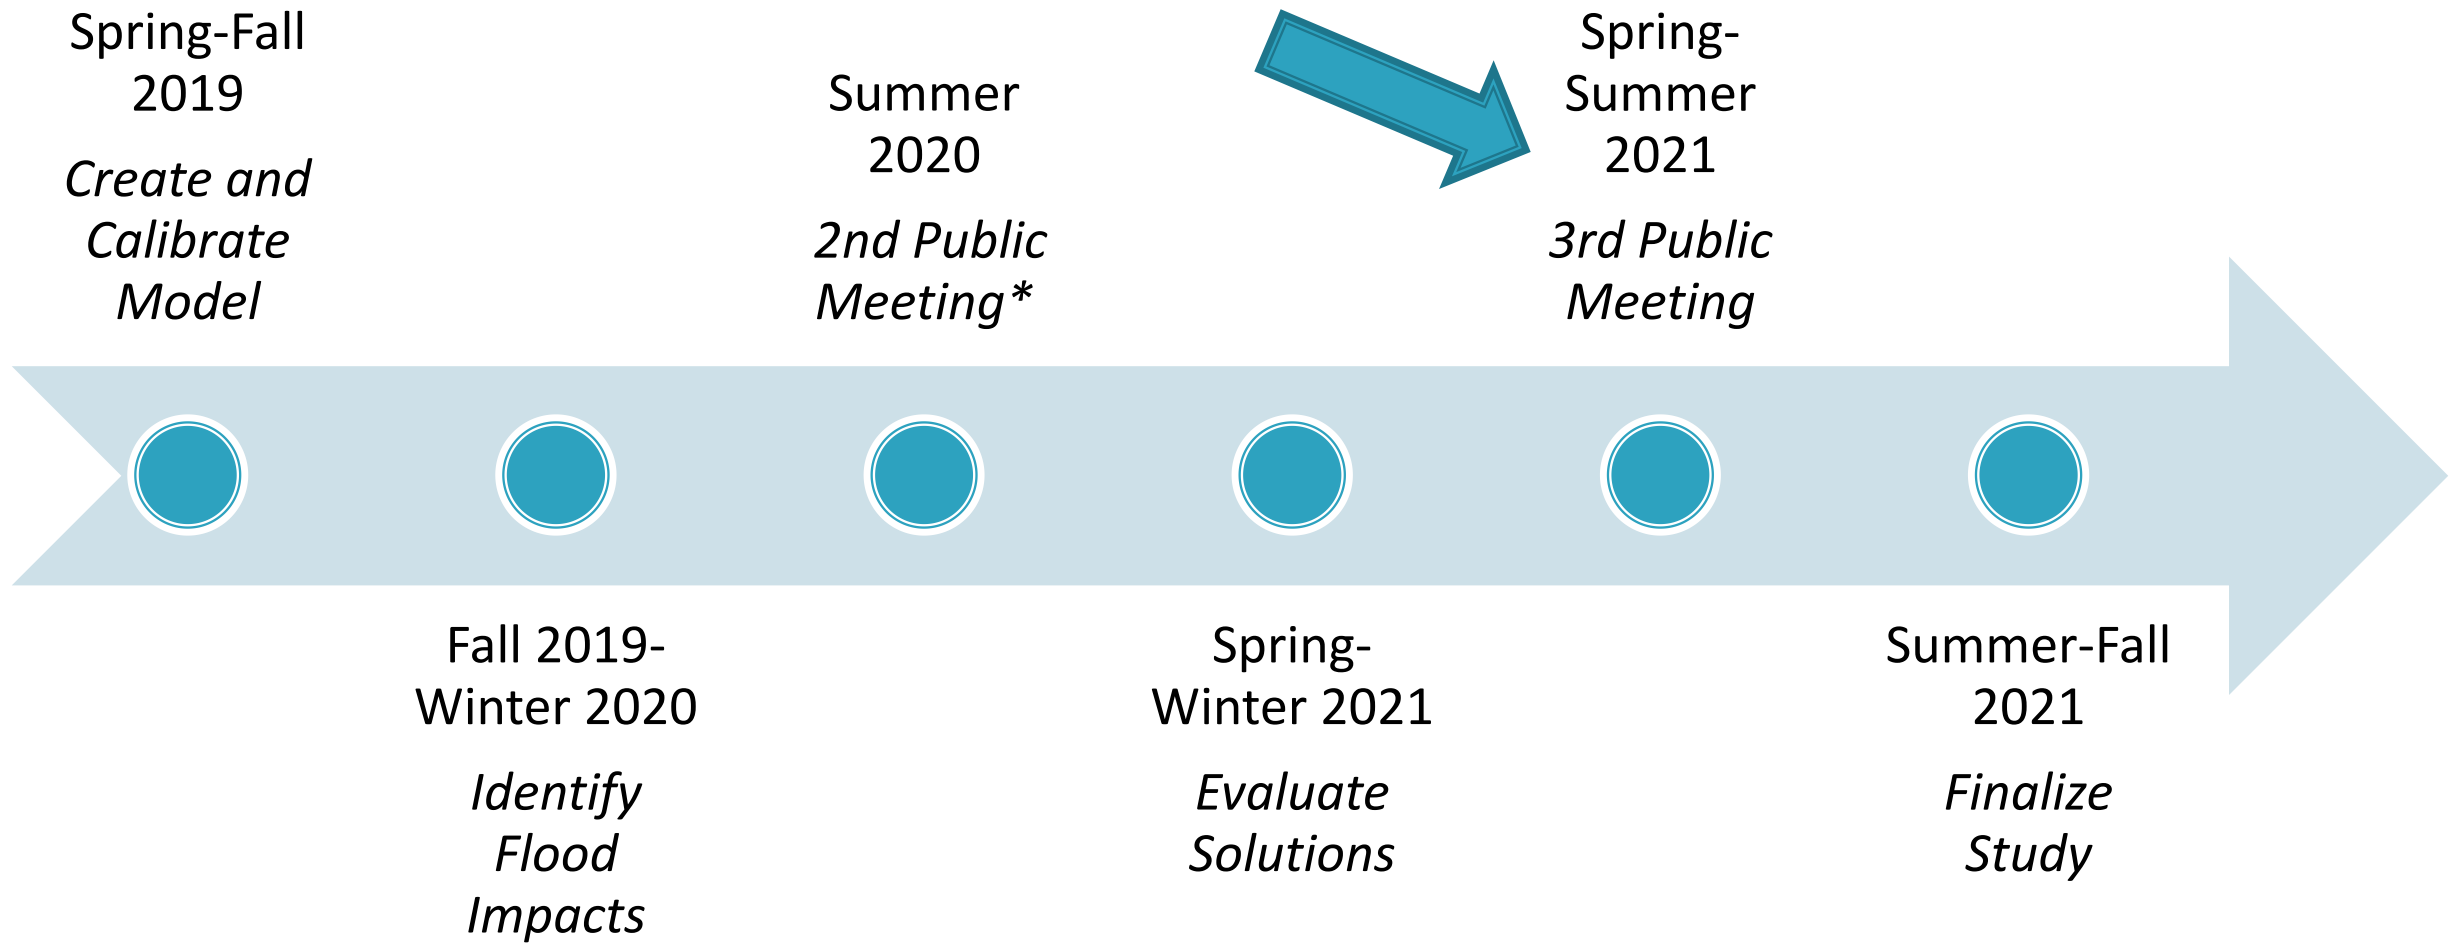 Spring-Fall
2019
Create and
Calibrate
Model
Fall 2019-
Winter 2020
Identify
Flood
Impacts
Summer
2020
2nd Public
Meeting*
Spring-
Winter 2021
Evaluate
Solutions
Spring-
Summer
2021
3rd Public
Meeting
Summer-Fall
2021
Finalize
Study